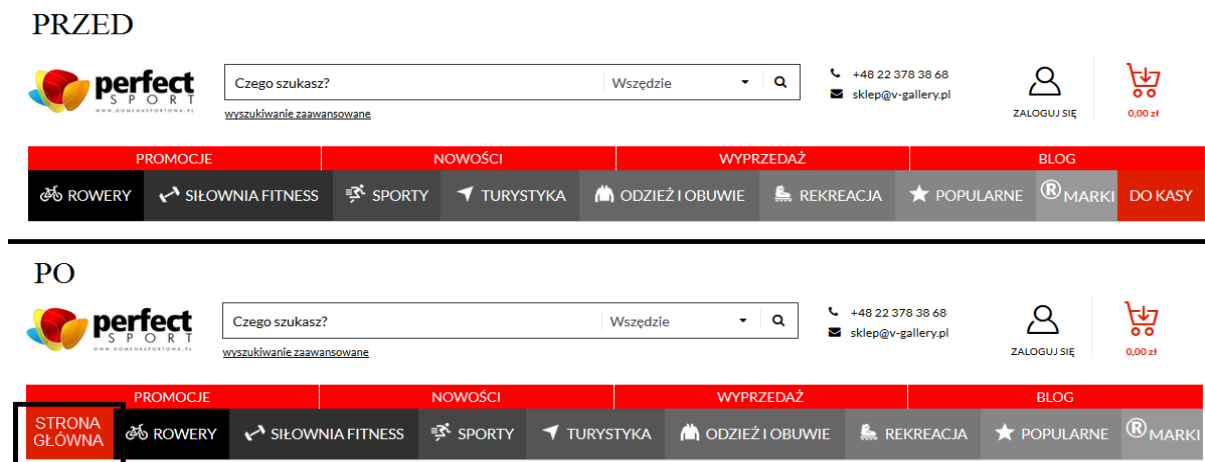 PRZED
perfect
SPORT
WWW.DOMENASPORTOWA.PL
Czego szukasz? Wszędzie
wyszukiwanie zaawansowane
+48 22 378 38 68
sklep@v-gallery.pl
ZALOGUJ SIĘ
0,00 zł
PROMOCJE NOWOŚCI WYPRZEDAŻ BLOG
ROWERY SIŁOWNIA FITNESS SPORTY TURYSTYKA ODZIEŻ I OBUWIE REKREACJA POPULARNE ®MARKI DO KASY
PO
perfect
SPORT
WWW.DOMENASPORTOWA.PL
Czego szukasz? Wszędzie
wyszukiwanie zaawansowane
+48 22 378 38 68
sklep@v-gallery.pl
ZALOGUJ SIĘ
0,00 zł
PROMOCJE NOWOŚCI WYPRZEDAŻ BLOG
STRONA
GŁÓWNA ROWERY SIŁOWNIA FITNESS SPORTY TURYSTYKA ODZIEŻ I OBUWIE REKREACJA POPULARNE ®MARKI